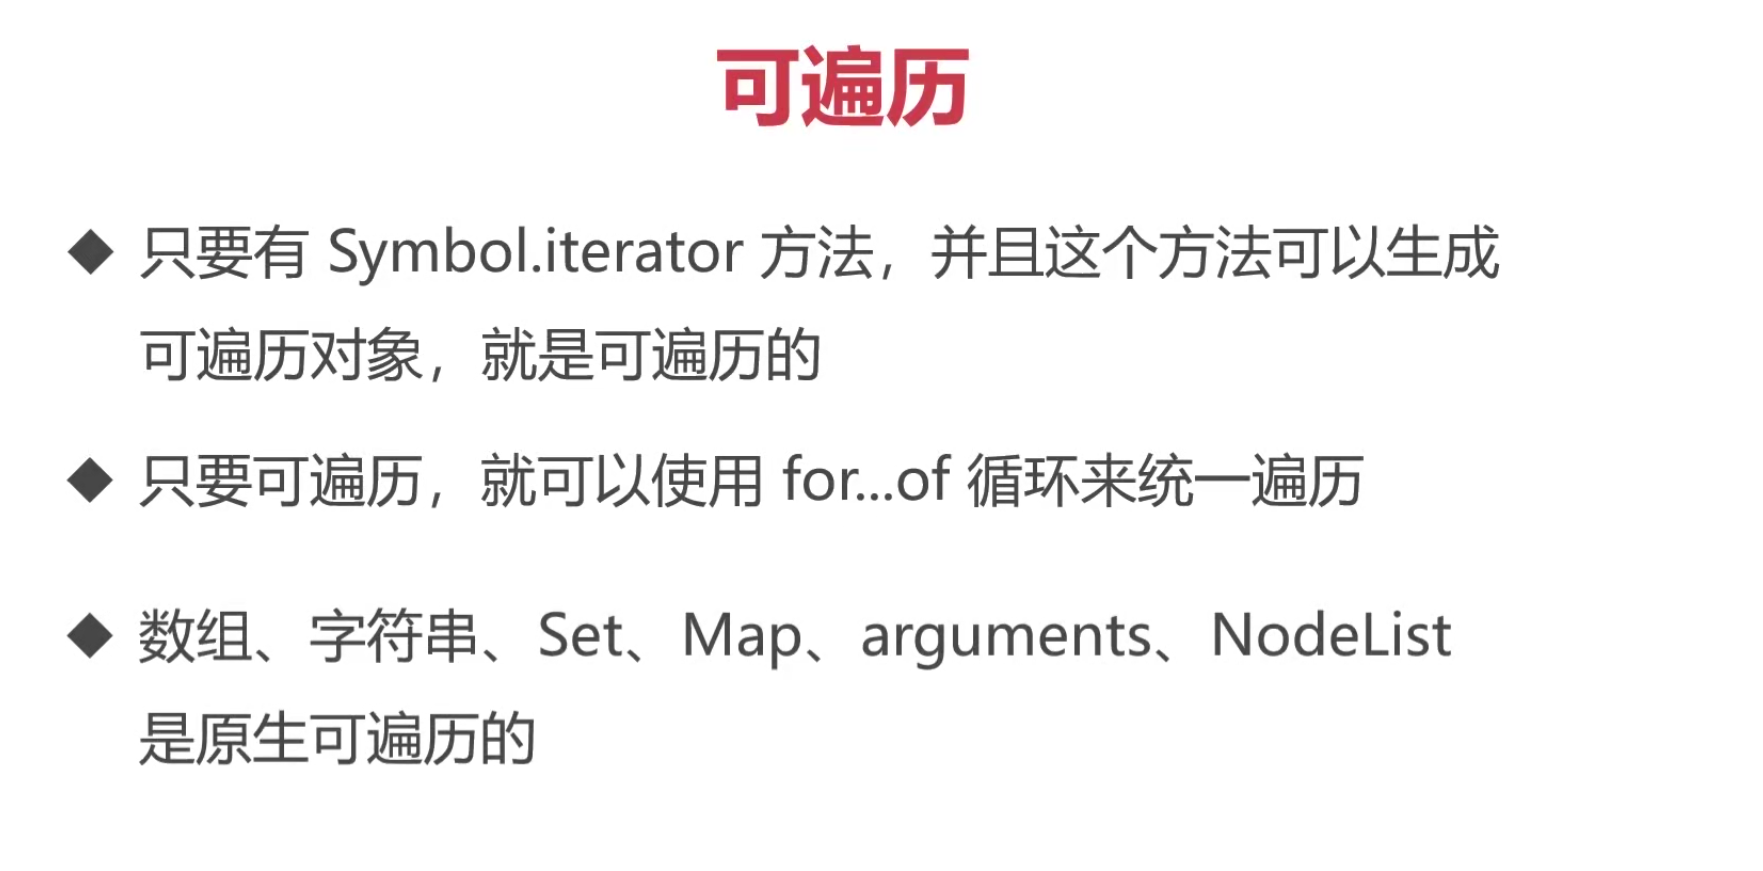 可遍历
◆ 只要有 Symbol.iterator 方法，并且这个方法可以生成
可遍历对象，就是可遍历的
◆ 只要可遍历，就可以使用 for...of 循环来统一遍历
◆ 数组、字符串、Set、Map、arguments、NodeList
是原生可遍历的